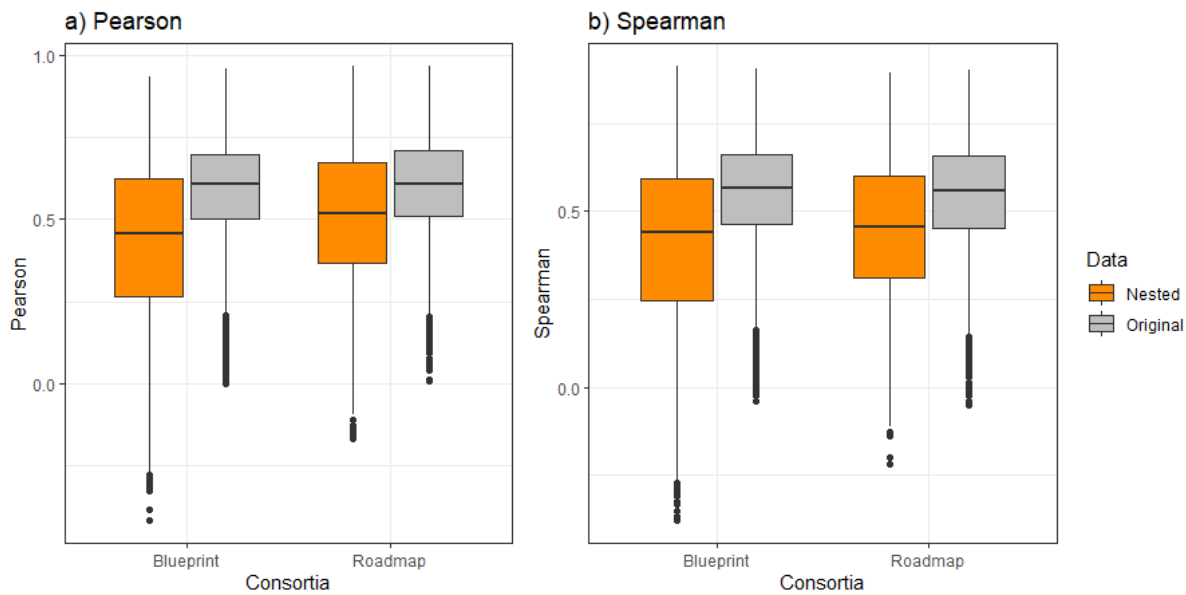 a) Pearson
b) Spearman
1.0
0.5
0.0
Pearson
Blueprint
Roadmap
Consortia
0.5
0.0
Spearman
Blueprint
Roadmap
Consortia
Data
Nested
Original